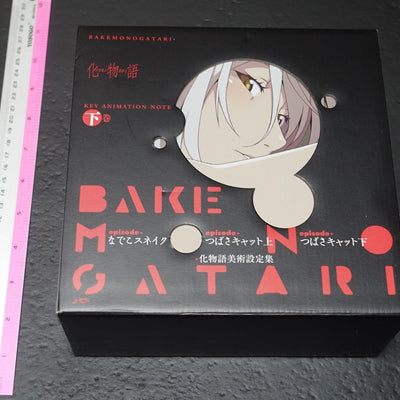 BAKEMONOGATARI
化物語
KEY ANIMATION NOTE
下巻
BAKE
MONO
GATARI
episode- episode- episode-
なでこスネイク つばさキャット上 つばさキャット下
化物語美術設定集